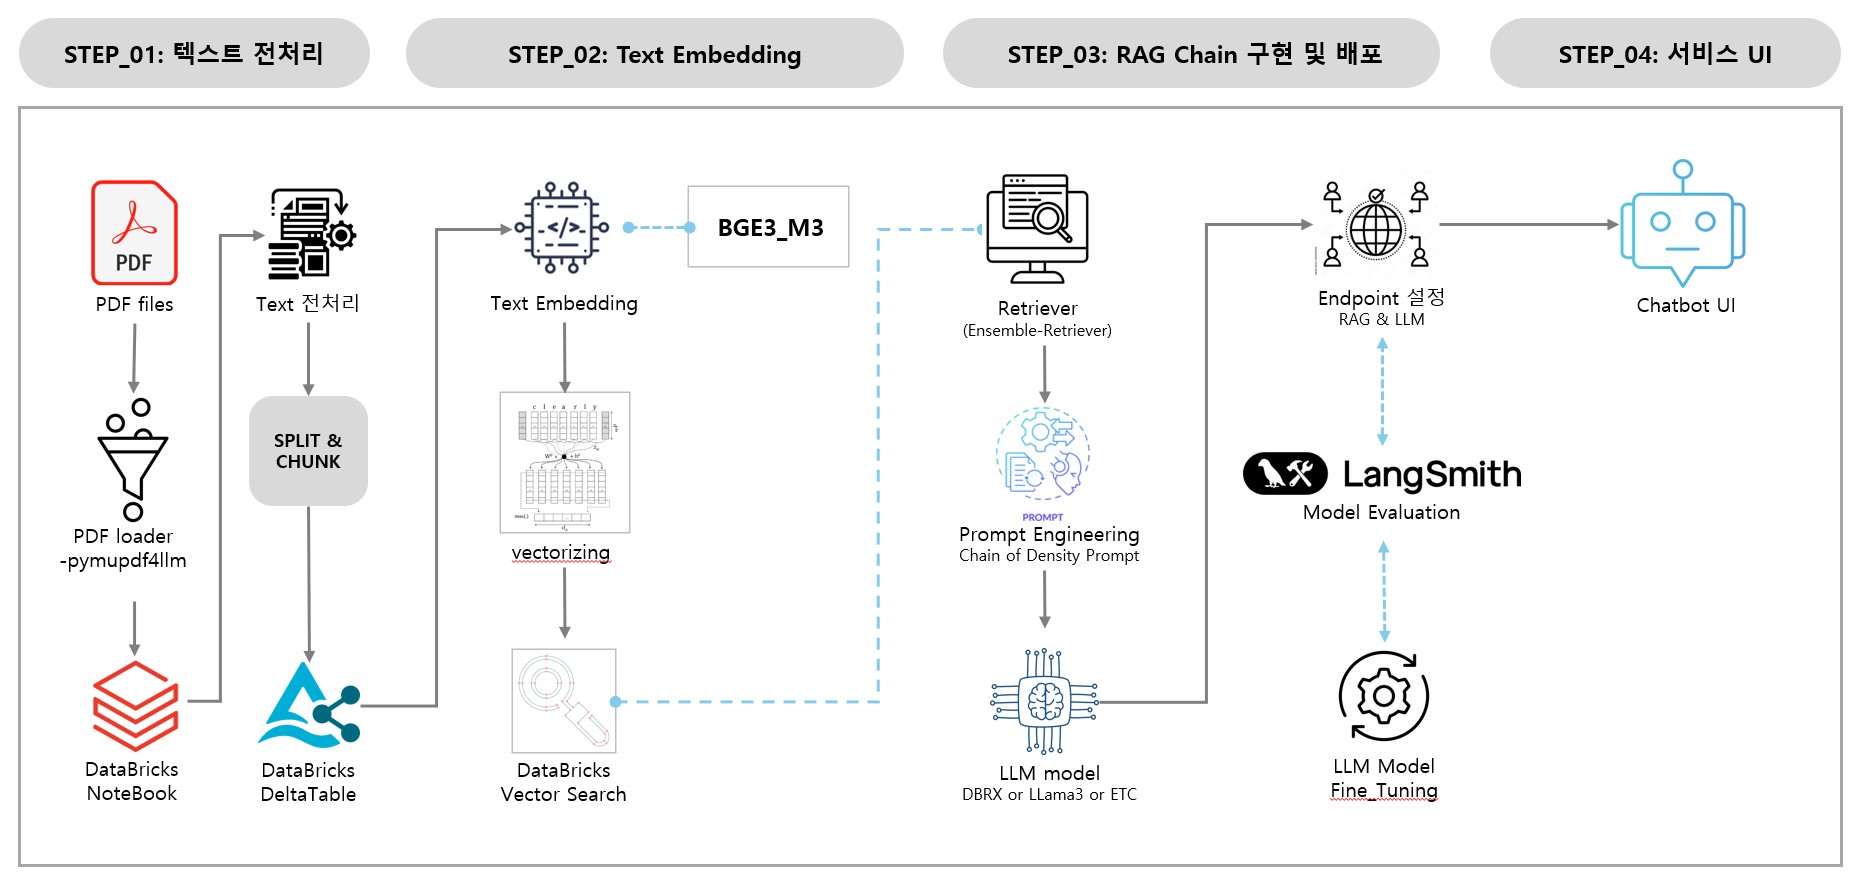 STEP_01: 텍스트 전처리
STEP_02: Text Embedding
STEP_03: RAG Chain 구현 및 배포
STEP_04: 서비스 UI
PDF
PDF files
PDF loader
-pymupdf4llm
DataBricks
NoteBook
Text 전처리
SPLIT &
CHUNK
DataBricks
DeltaTable
Text Embedding
BGE3_M3
c l e a r l y
max()
vectorizing
DataBricks
Vector Search
Retriever
(Ensemble-Retriever)
PROMPT
Prompt Engineering
Chain of Density Prompt
LLM model
DBRX or LLama3 or ETC
Endpoint 설정
RAG & LLM
LangSmith
Model Evaluation
LLM Model
Fine_Tuning
Chatbot UI